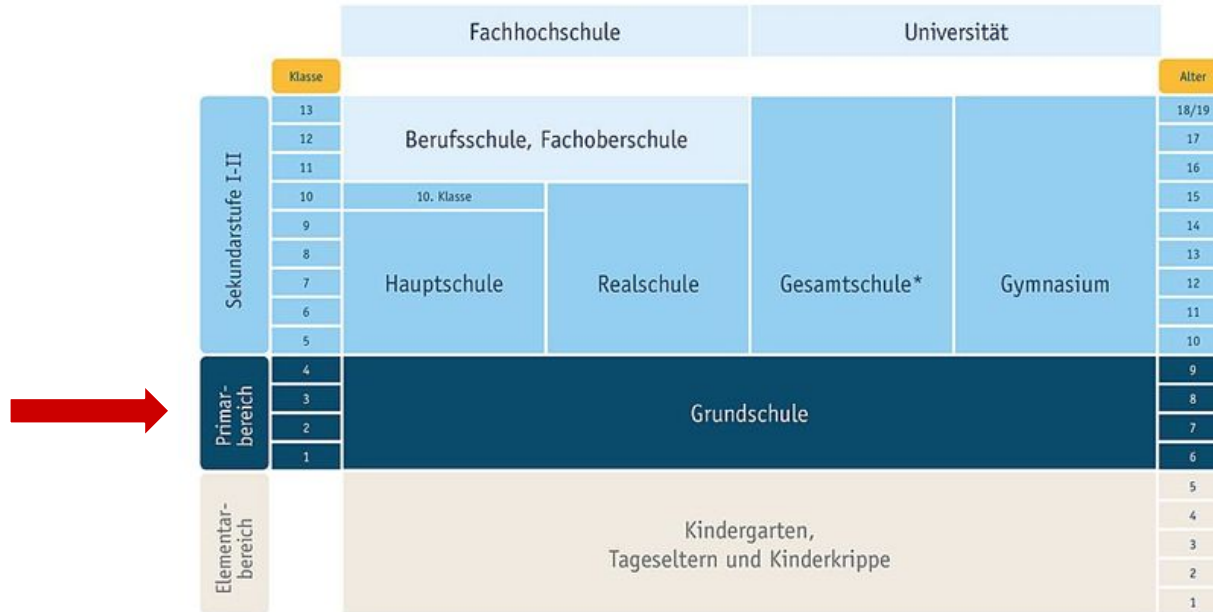 Fachhochschule
Universität
Klasse
Alter
13
18/19
12
Berufsschule, Fachoberschule
17
11
16
10
10. Klasse
15
9
14
8
13
Sekundarstufe I-II
7
Hauptschule
Realschule
Gesamtschule*
Gymnasium
12
6
11
5
10
4
9
Primar-
bereich
3
Grundschule
8
2
7
1
6
5
Elementar-
bereich
Kindergarten,
Tageseltern und Kinderkrippe
4
3
2
1